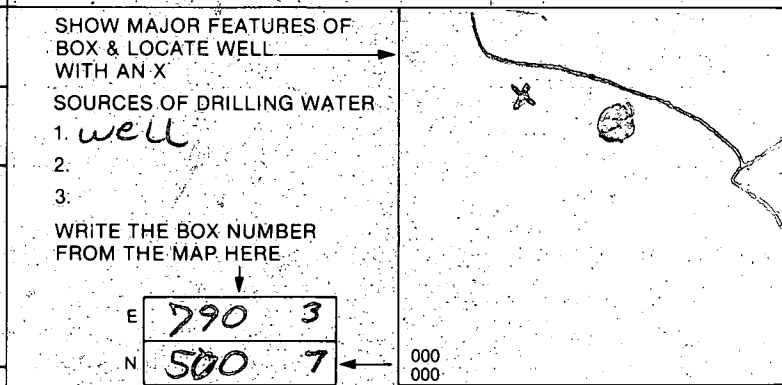 SHOW MAJOR FEATURES OF
BOX & LOCATE WELL
WITH AN X
SOURCES OF DRILLING WATER
1. well
2.
3.
WRITE THE BOX NUMBER
FROM THE MAP HERE
E 790 3
N 500 7
000
000
X